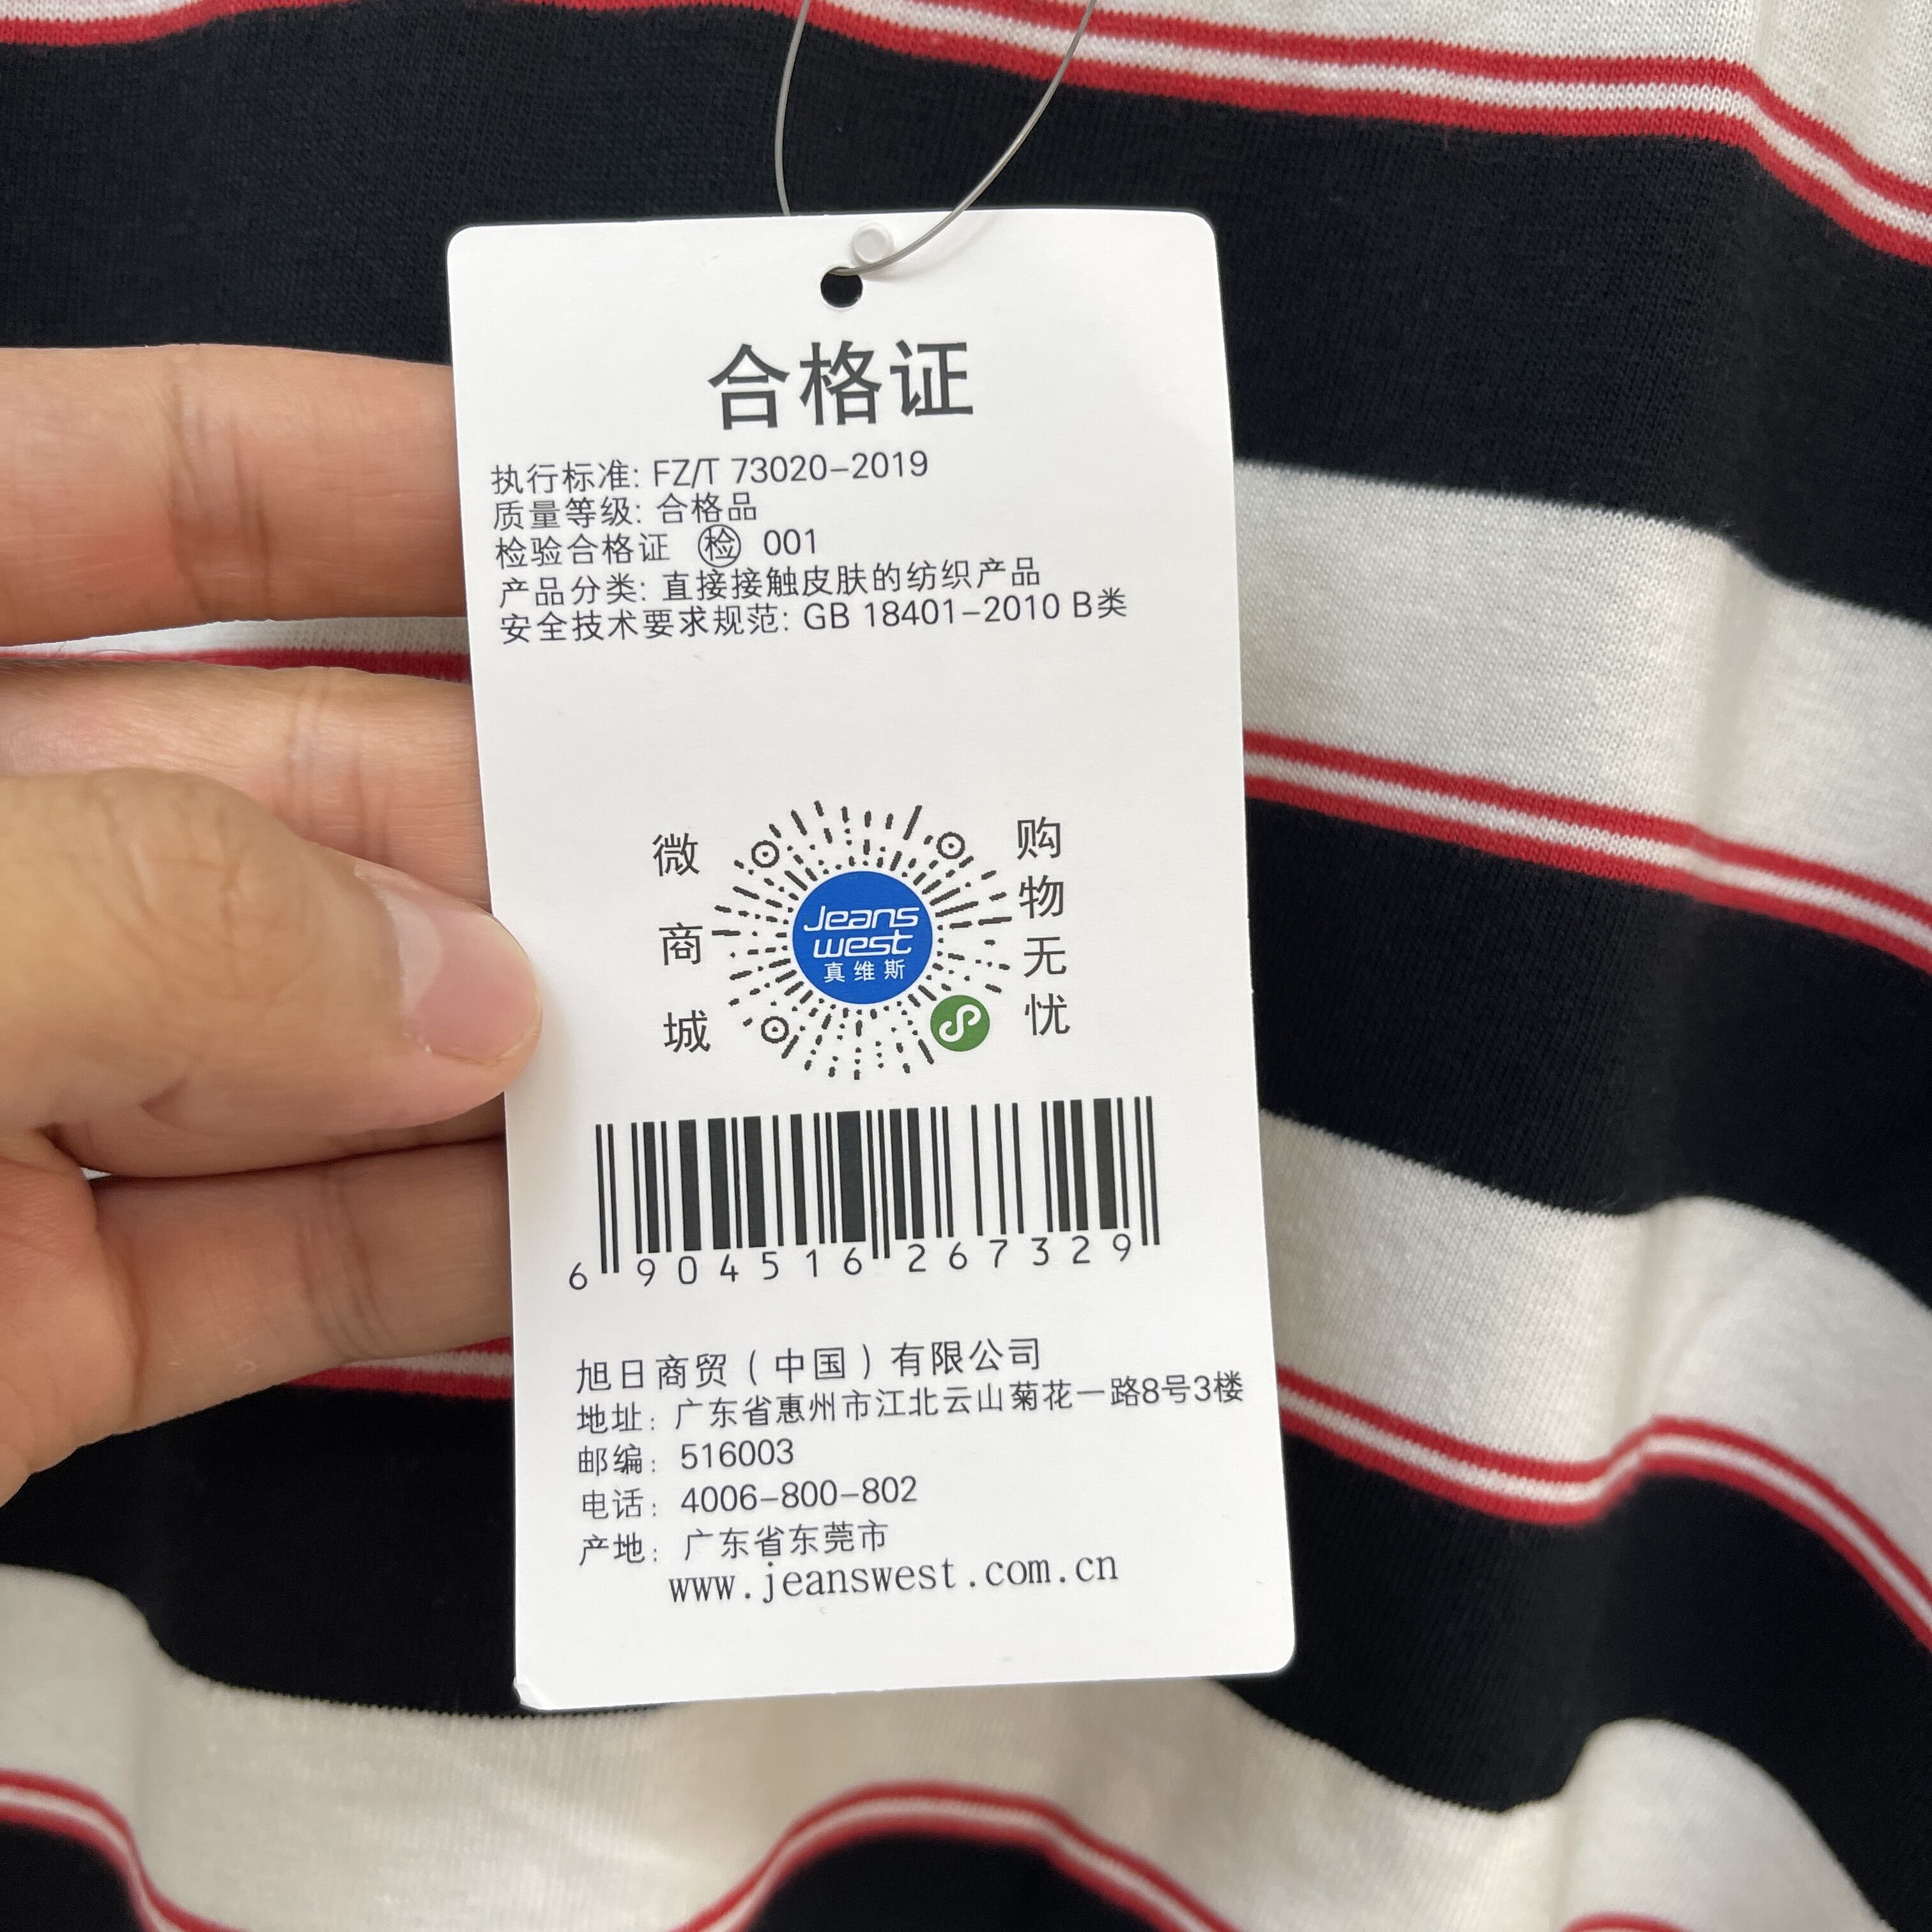 合格证
执行标准: FZ/T 73020-2019
质量等级: 合格品
检验合格证 检 001
产品分类: 直接接触皮肤的纺织产品
安全技术要求规范: GB 18401-2010 B类
微商城
Jeans
west
真维斯
购物无忧
6 904516 267329
旭日商贸（中国）有限公司
地址: 广东省惠州市江北云山菊花一路8号3楼
邮编: 516003
电话: 4006-800-802
产地: 广东省东莞市
www.jeanswest.com.cn